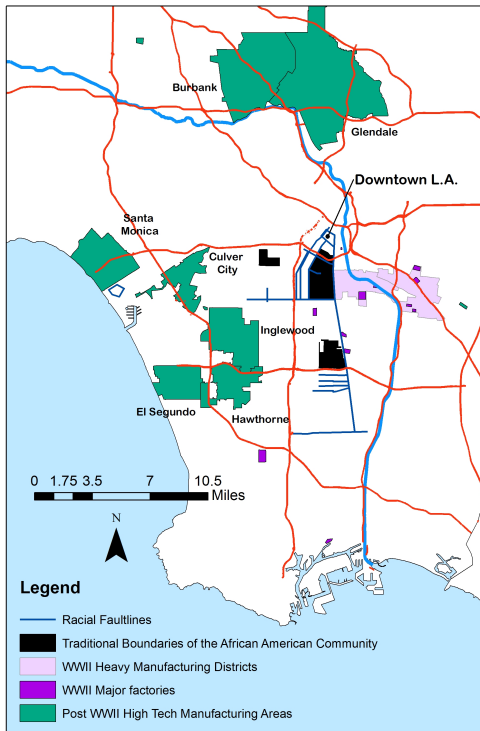 Burbank
Glendale
Downtown L.A.
Santa
Monica
Culver
City
Inglewood
El Segundo
Hawthorne
0 1.75 3.5 7 10.5
Miles
N
Legend
Racial Faultlines
Traditional Boundaries of the African American Community
WWII Heavy Manufacturing Districts
WWII Major factories
Post WWII High Tech Manufacturing Areas